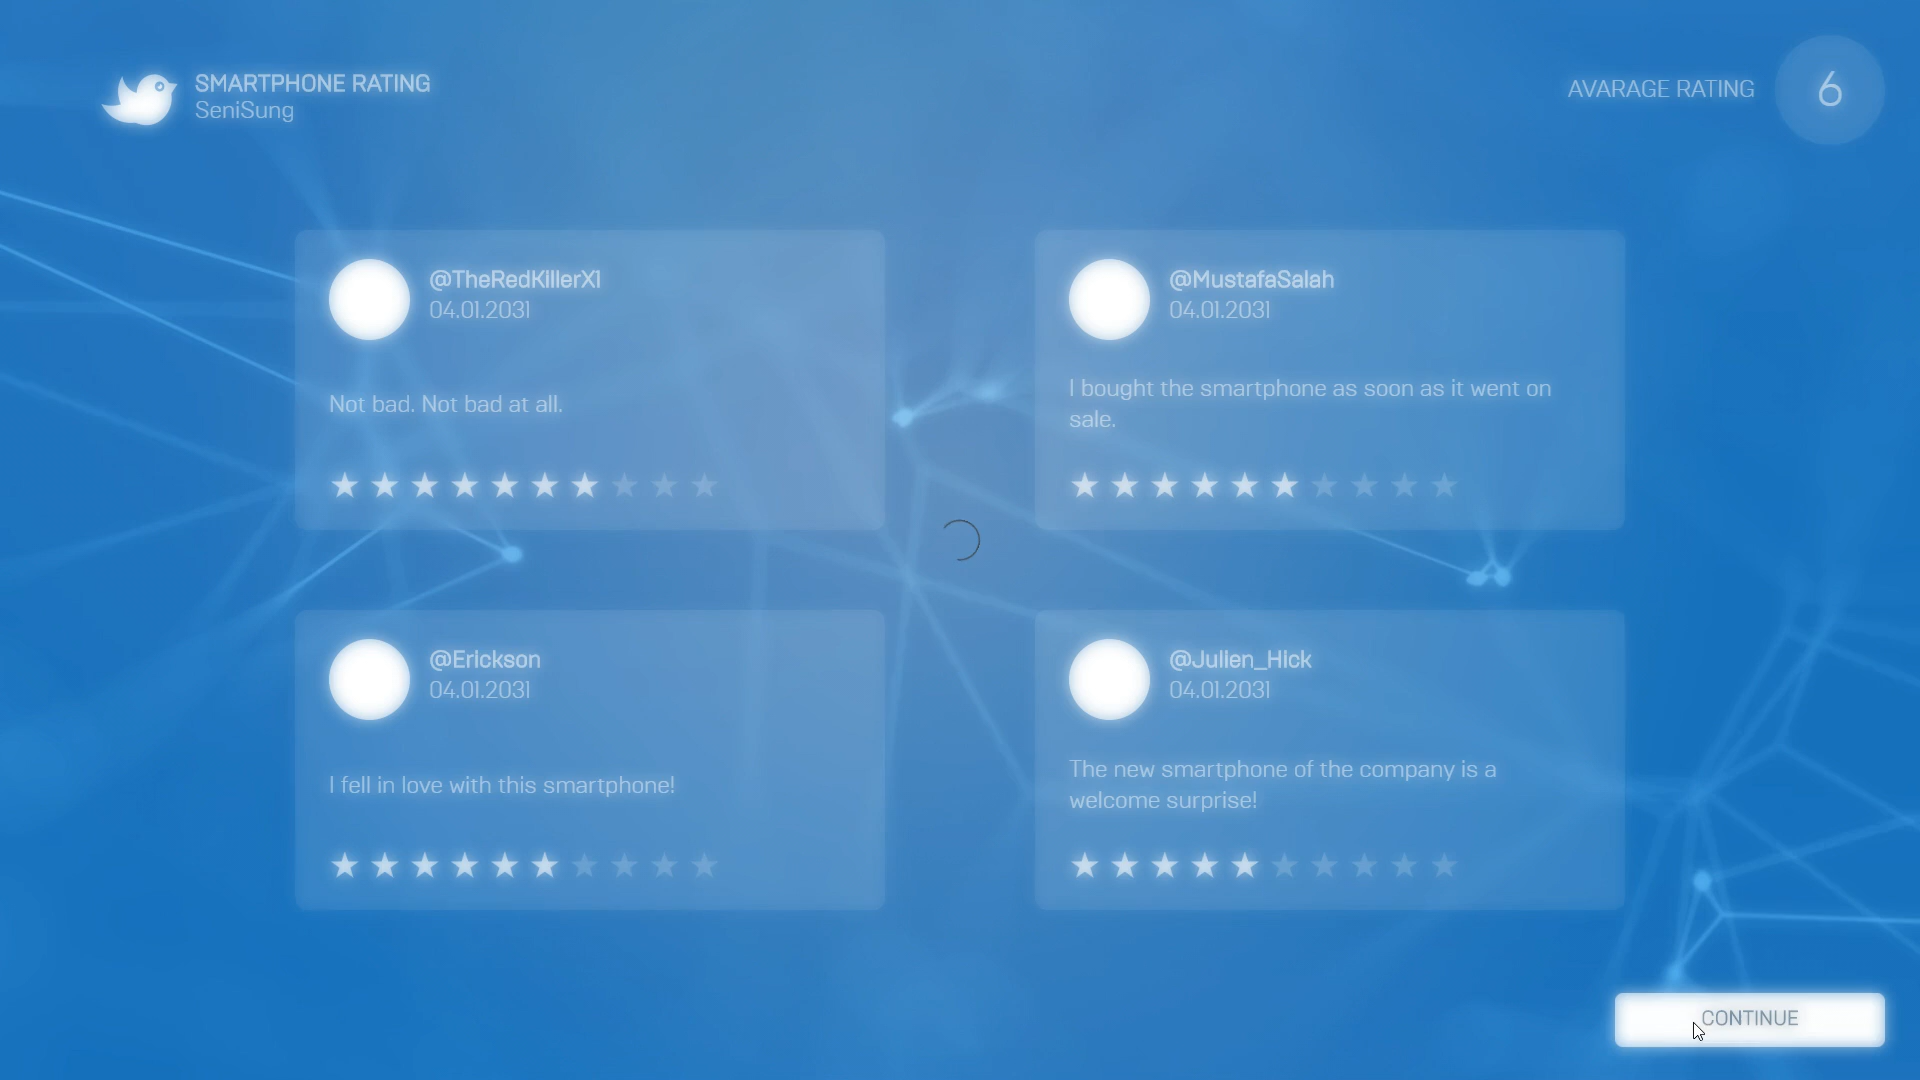 SMARTPHONE RATING
SeniSung
AVARAGE RATING
6
@TheRedKillerX1
04.01.2031
Not bad. Not bad at all.
@MustafaSalah
04.01.2031
I bought the smartphone as soon as it went on
sale.
@Erickson
04.01.2031
I fell in love with this smartphone!
@Julien_Hick
04.01.2031
The new smartphone of the company is a
welcome surprise!
CONTINUE